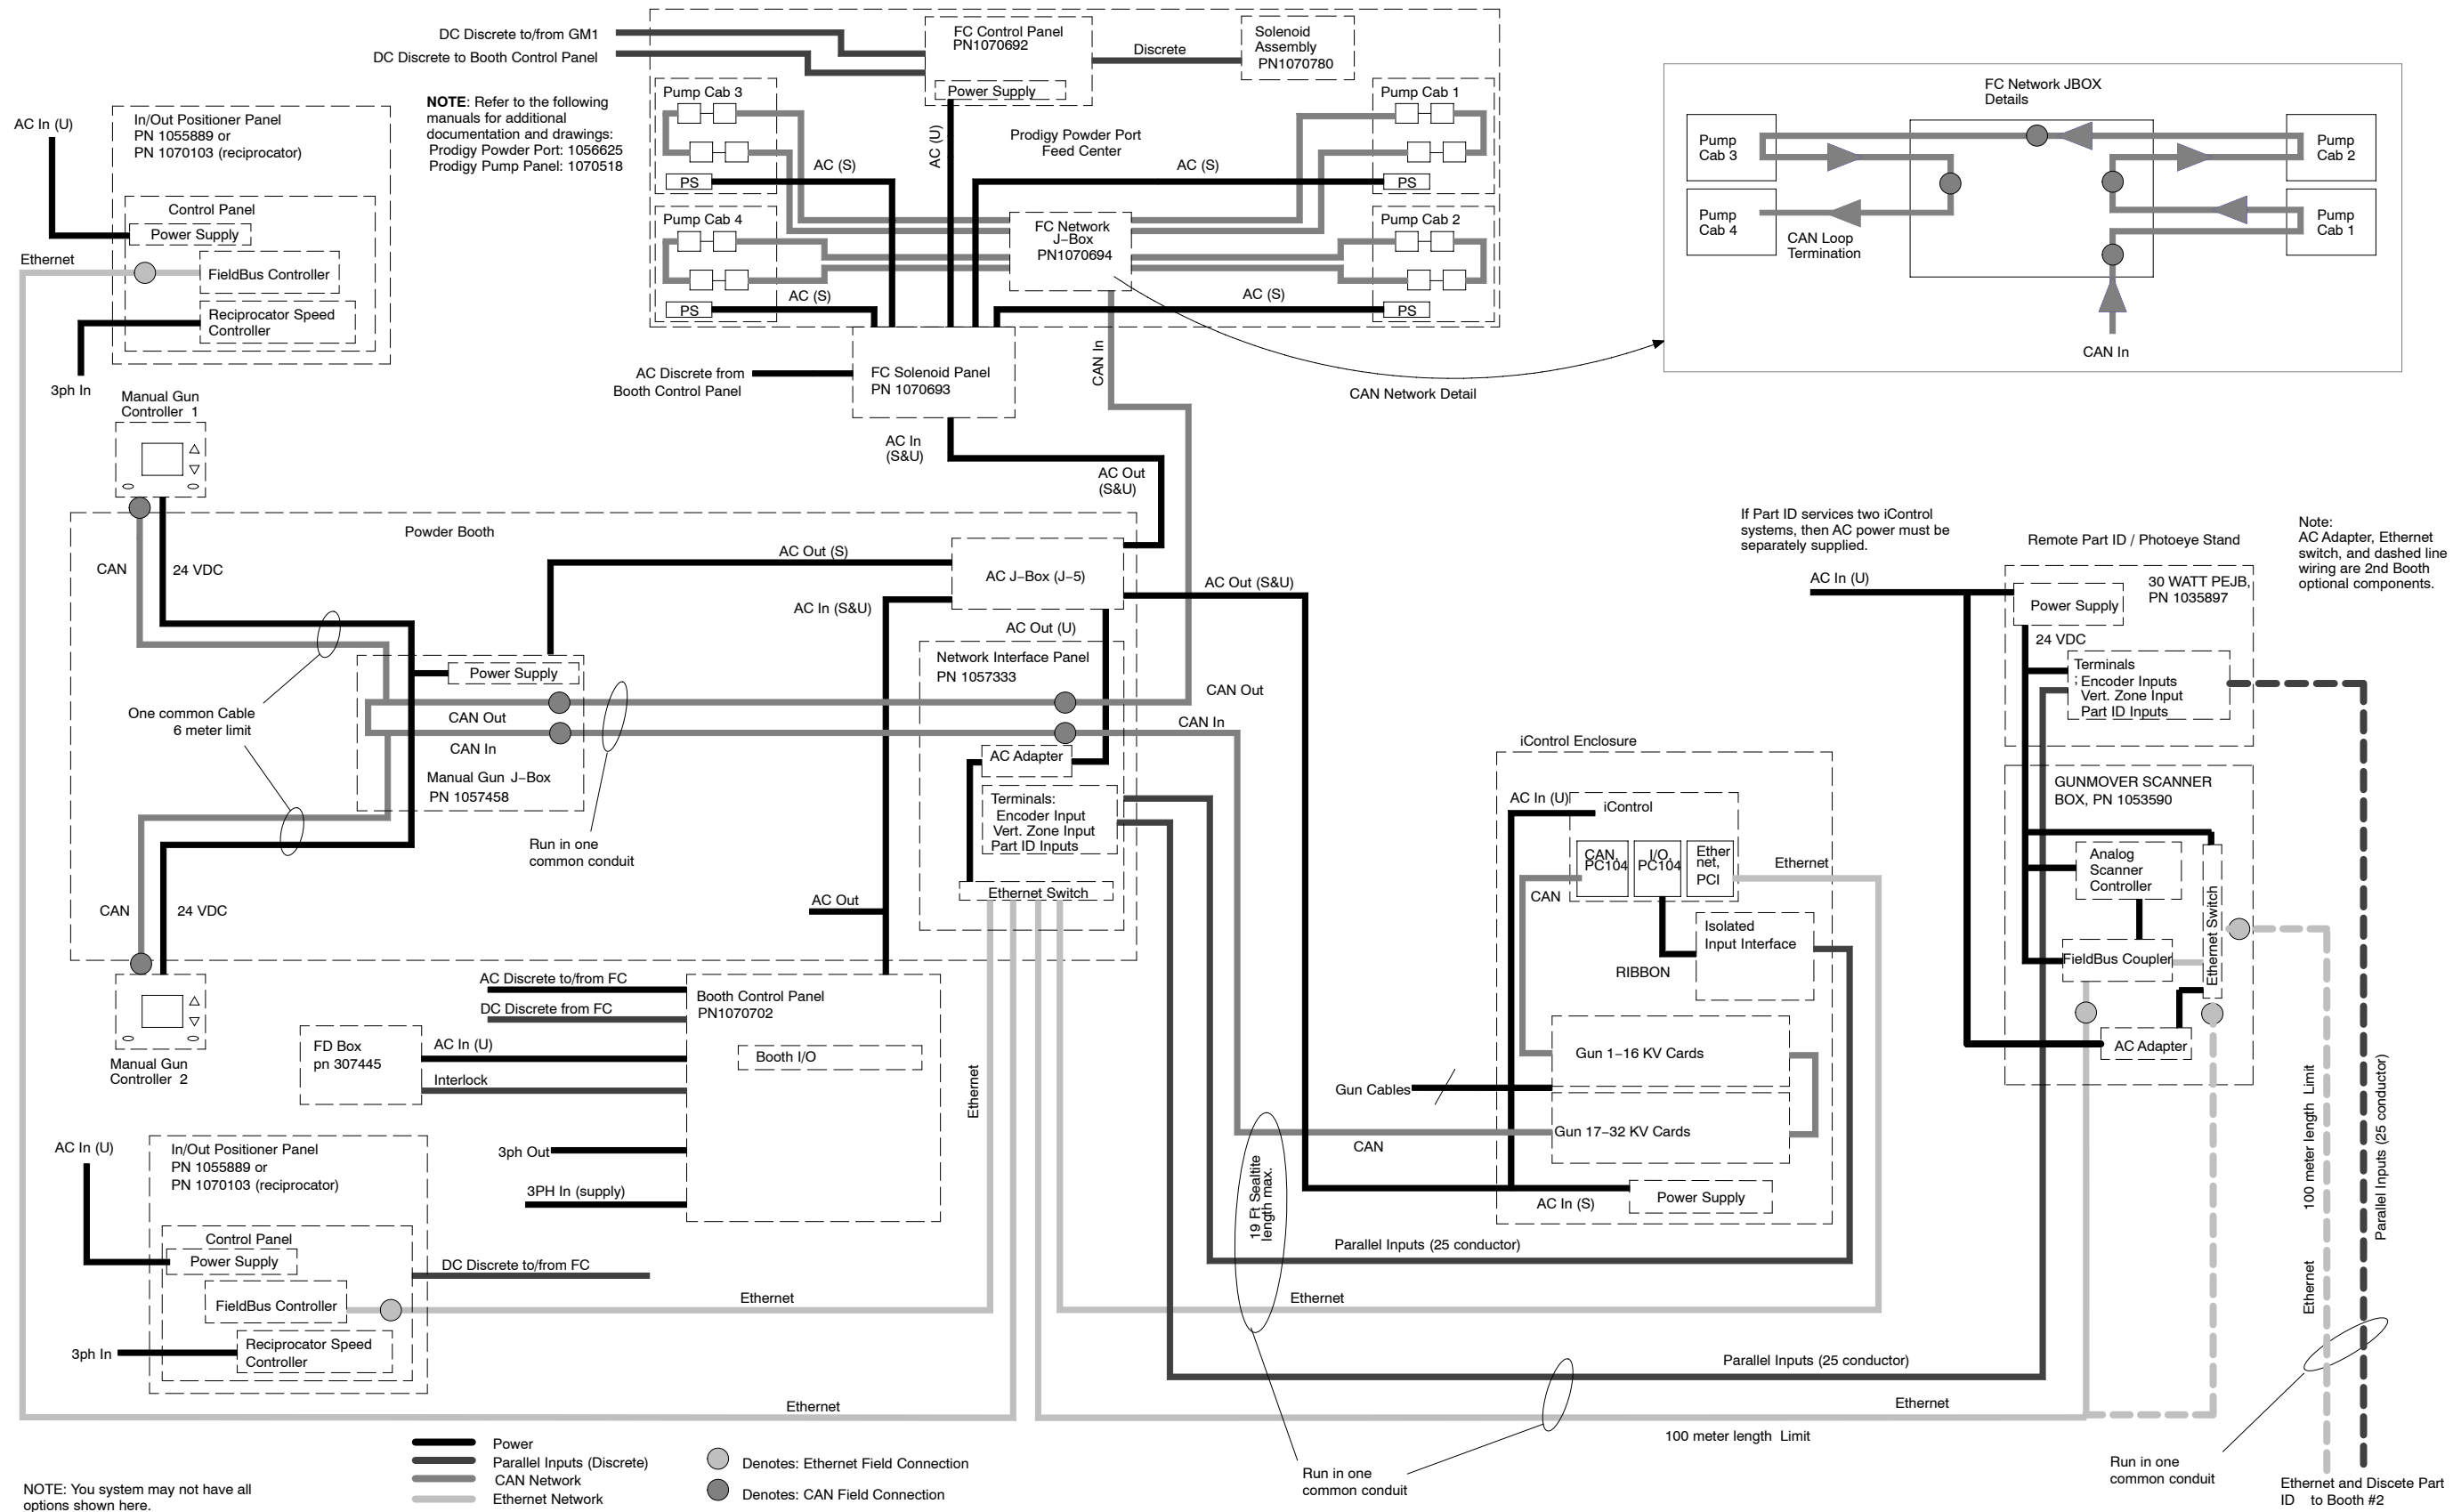 DC Discrete to/from GM1
DC Discrete to Booth Control Panel
FC Control Panel
PN1070692
Power Supply
Discrete
Solenoid
Assembly
PN1070780
NOTE: Refer to the following
manuals for additional
documentation and drawings:
Prodigy Powder Port: 1056625
Prodigy Pump Panel: 1070518
Pump Cab 3
PS
AC (S)
AC (U)
Prodigy Powder Port
Feed Center
AC (S)
Pump Cab 1
PS
Pump Cab 4
PS
AC (S)
FC Network
J–Box
PN1070694
AC (S)
Pump Cab 2
PS
FC Network JBOX
Details
Pump
Cab 3
Pump
Cab 2
Pump
Cab 4
Pump
Cab 1
CAN Loop
Termination
CAN In
CAN Network Detail
AC In (U)
In/Out Positioner Panel
PN 1055889 or
PN 1070103 (reciprocator)
Control Panel
Power Supply
Ethernet
FieldBus Controller
Reciprocator Speed
Controller
3ph In
AC Discrete from
Booth Control Panel
FC Solenoid Panel
PN 1070693
CAN In
AC In
(S&U)
AC Out
(S&U)
Manual Gun
Controller 1
Powder Booth
CAN
24 VDC
AC Out (S)
AC J–Box (J–5)
AC In (S&U)
AC Out (S&U)
AC Out (U)
Network Interface Panel
PN 1057333
Power Supply
CAN Out
CAN Out
CAN In
CAN In
One common Cable
6 meter limit
Manual Gun J–Box
PN 1057458
AC Adapter
Terminals:
Encoder Input
Vert. Zone Input
Part ID Inputs
Run in one
common conduit
Ethernet Switch
AC Out
CAN
24 VDC
Manual Gun
Controller 2
AC Discrete to/from FC
DC Discrete from FC
Booth Control Panel
PN1070702
Booth I/O
FD Box
pn 307445
AC In (U)
Interlock
3ph Out
3PH In (supply)
Ethernet
AC In (U)
In/Out Positioner Panel
PN 1055889 or
PN 1070103 (reciprocator)
Control Panel
Power Supply
DC Discrete to/from FC
FieldBus Controller
Ethernet
Reciprocator Speed
Controller
3ph In
Ethernet
iControl Enclosure
AC In (U)
iControl
CAN,
PC104
I/O,
PC104
Ether
net,
PCI
Ethernet
CAN
Isolated
Input Interface
RIBBON
Gun 1–16 KV Cards
Gun Cables
Gun 17–32 KV Cards
CAN
19 Ft Sealtite
length max.
AC In (S)
Power Supply
Parallel Inputs (25 conductor)
Ethernet
Parallel Inputs (25 conductor)
Ethernet
100 meter length Limit
Run in one
common conduit
If Part ID services two iControl
systems, then AC power must be
separately supplied.
Remote Part ID / Photoeye Stand
Note:
AC Adapter, Ethernet
switch, and dashed line
wiring are 2nd Booth
optional components.
AC In (U)
30 WATT PEJB,
PN 1035897
Power Supply
24 VDC
Terminals
: Encoder Inputs
Vert. Zone Input
Part ID Inputs
GUNMOVER SCANNER
BOX, PN 1053590
Analog
Scanner
Controller
Ethernet Switch
FieldBus Coupler
AC Adapter
100 meter length Limit
Ethernet
Parallel Inputs (25 conductor)
Run in one
common conduit
Ethernet and Discete Part
ID to Booth #2
NOTE: You system may not have all
options shown here.
Power
Parallel Inputs (Discrete)
CAN Network
Ethernet Network
Denotes: Ethernet Field Connection
Denotes: CAN Field Connection